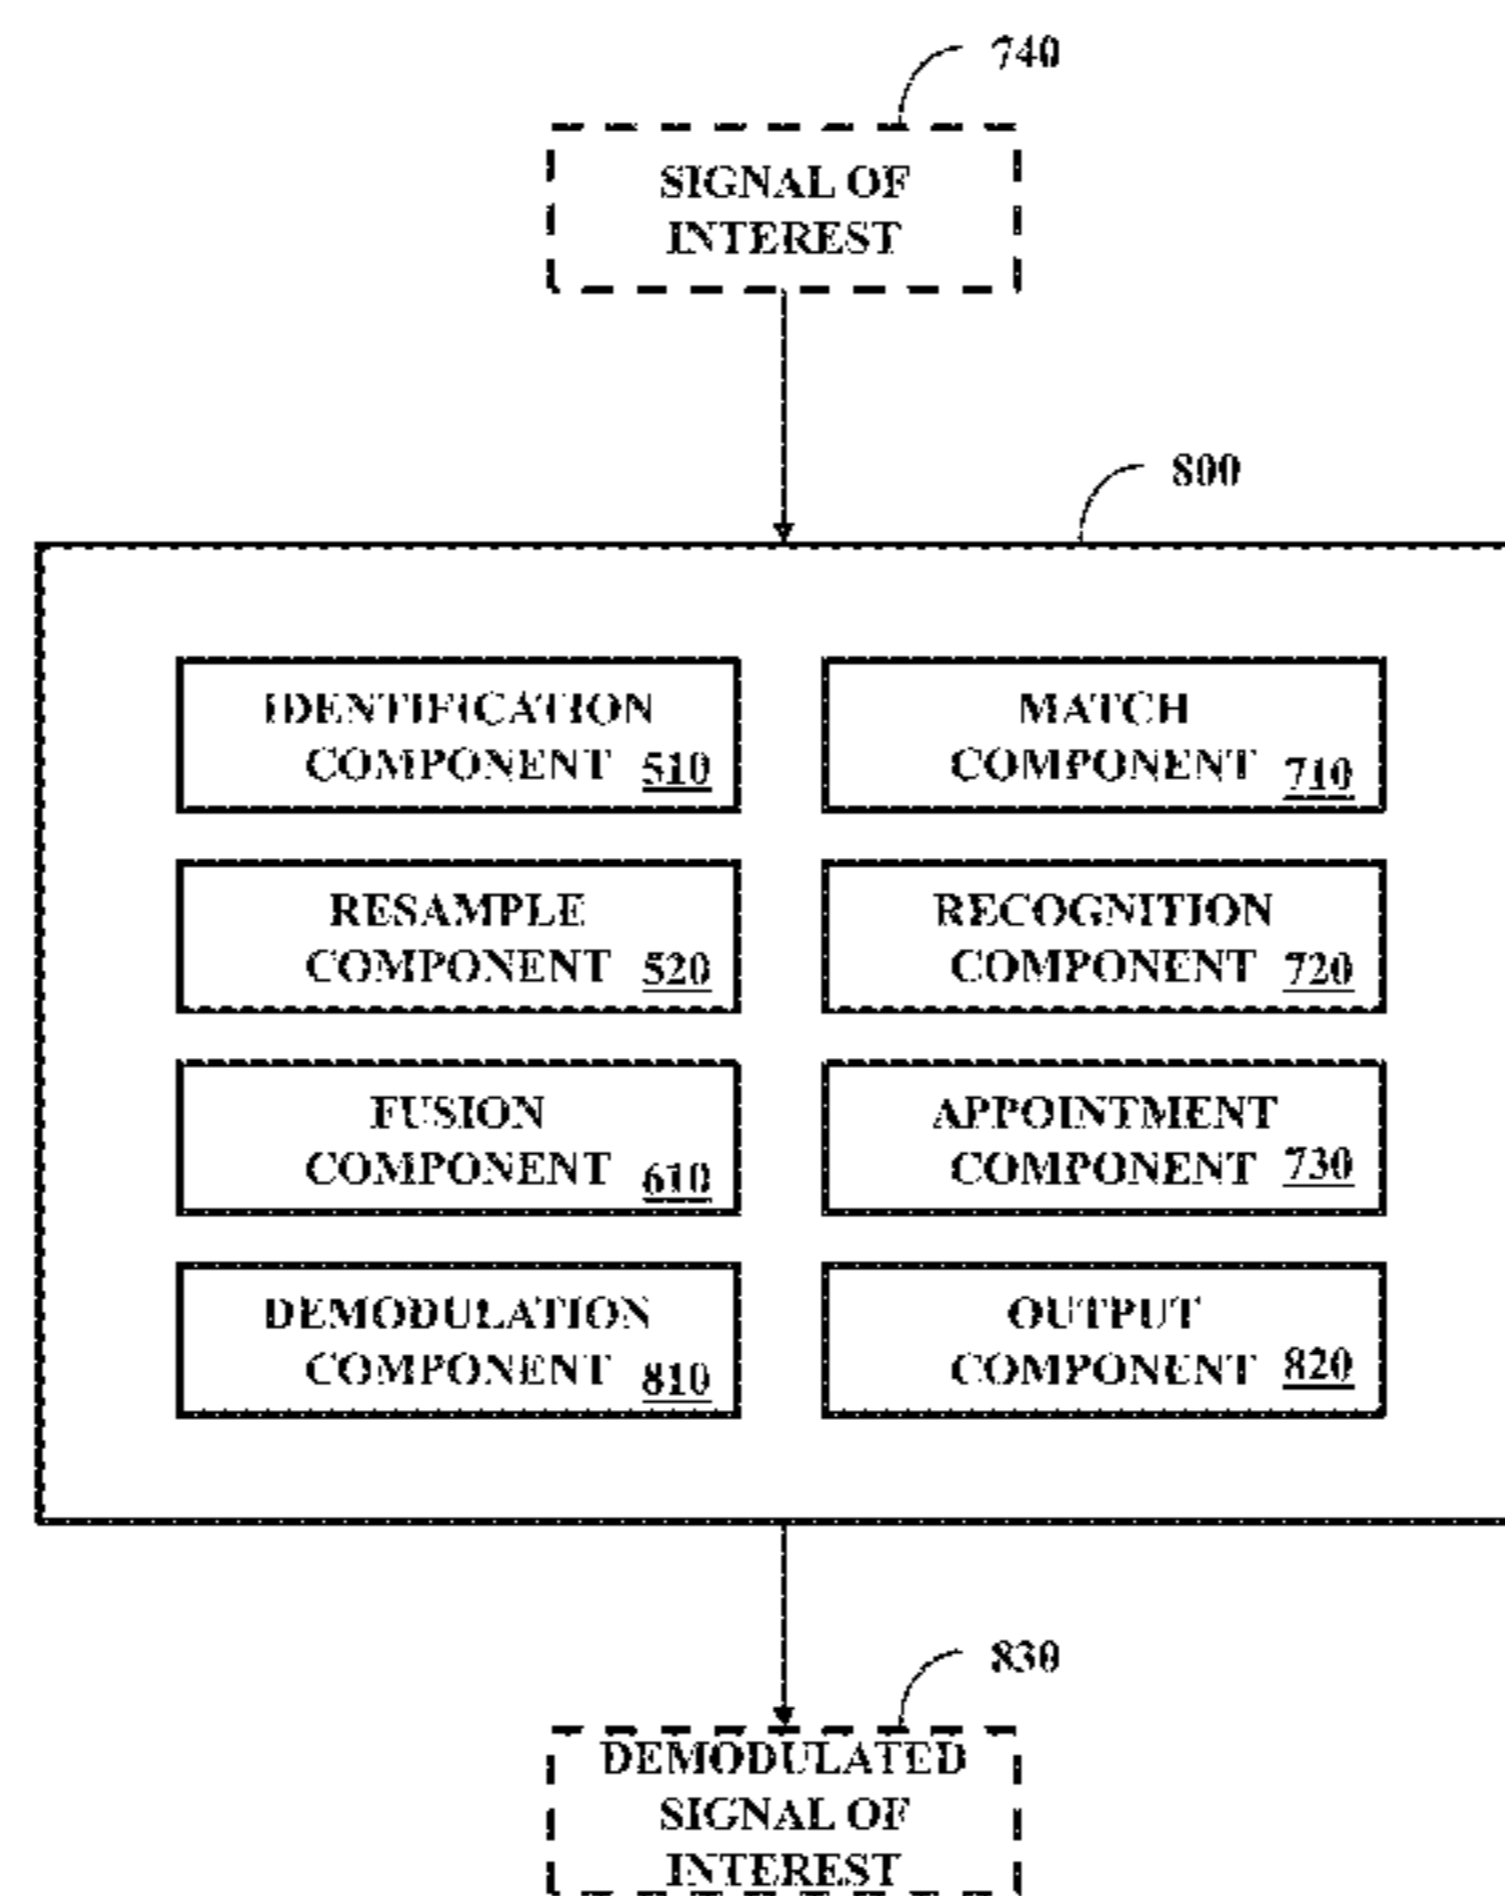 740
SIGNAL OF
INTEREST
800
IDENTIFICATION
COMPONENT 510
MATCH
COMPONENT 710
RESAMPLE
COMPONENT 520
RECOGNITION
COMPONENT 720
FUSION
COMPONENT 610
APPOINTMENT
COMPONENT 730
DEMODULATION
COMPONENT 810
OUTPUT
COMPONENT 820
830
DEMODULATED
SIGNAL OF
INTEREST